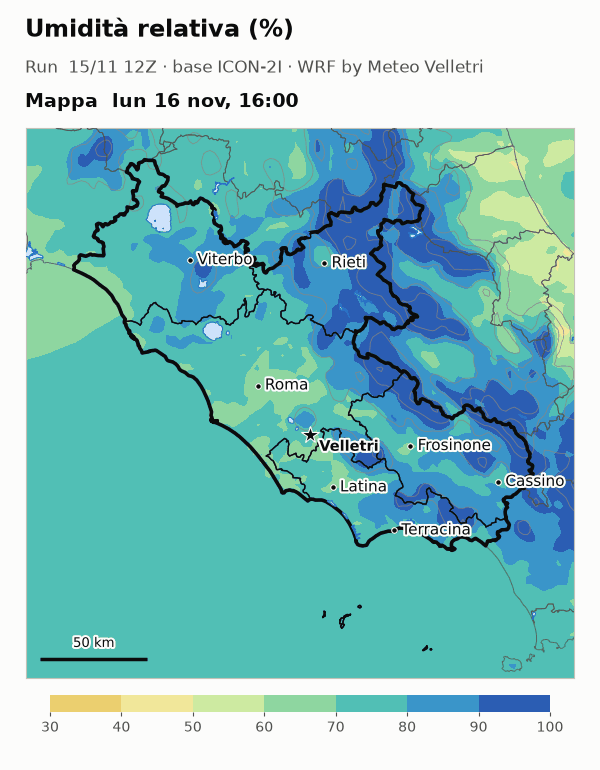 Umidità relativa (%)
Run  15/11 12Z · base ICON-2I · WRF by Meteo Velletri
Mappa  lun 16 nov, 16:00
Viterbo
Rieti
Roma
Velletri
Frosinone
Latina
Cassino
Terracina
50 km
30 40 50 60 70 80 90 100